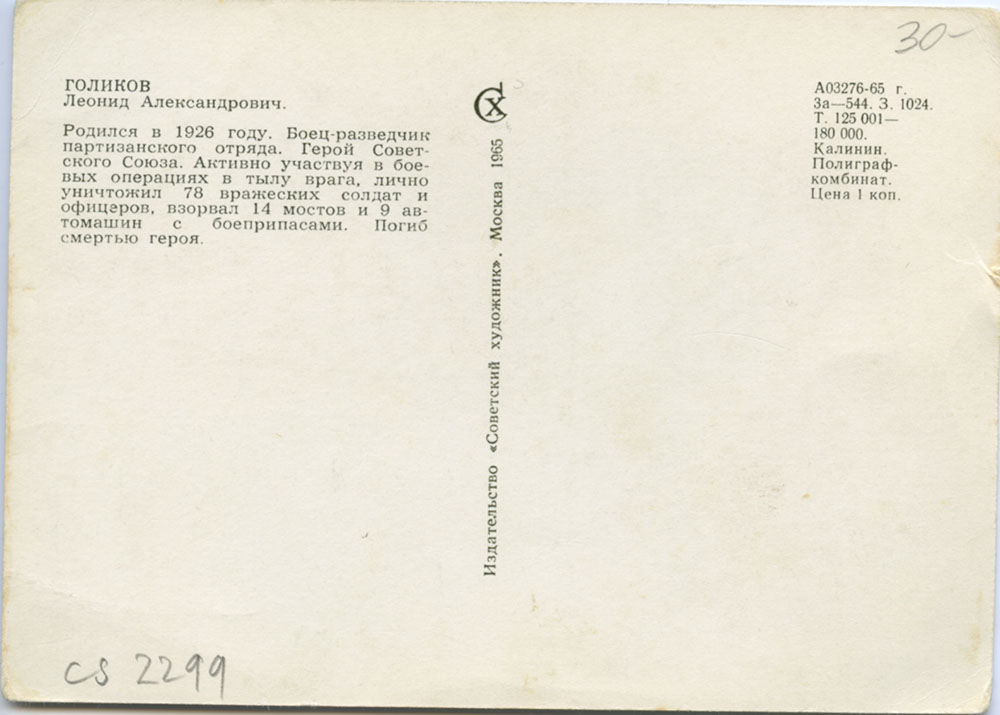 30-
ГОЛИКОВ
Леонид Александрович.
Родился в 1926 году. Боец-разведчик
партизанского отряда. Герой Совет-
ского Союза. Активно участвуя в бое-
вых операциях в тылу врага, лично
уничтожил 78 вражеских солдат и
офицеров, взорвал 14 мостов и 9 ав-
томашин с боеприпасами. Погиб
смертью героя.
СХ
Издательство «Советский художник». Москва 1965
А03276-65 г.
За—544. З. 1024.
Т. 125 001—
180 000.
Калинин.
Полиграф-
комбинат.
Цена 1 коп.
cs 2299